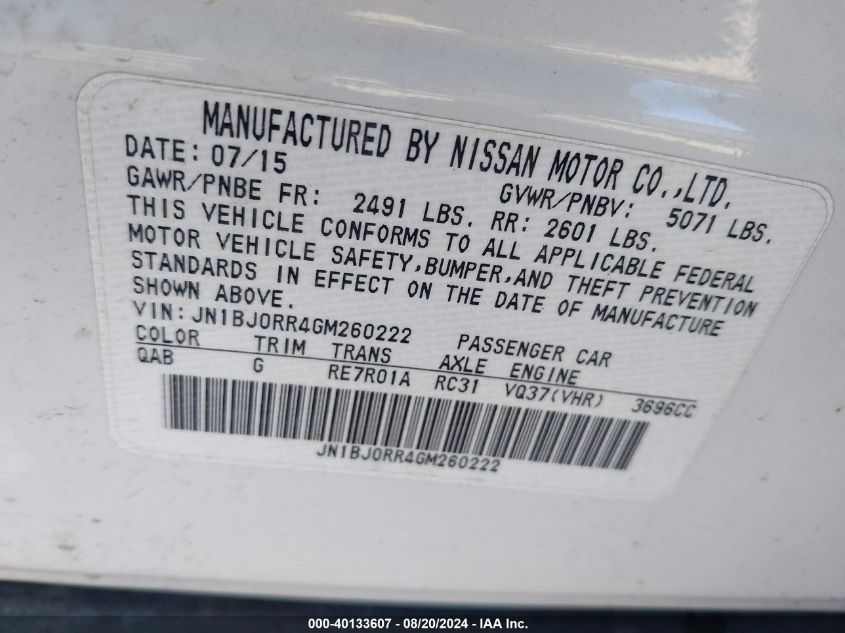 MANUFACTURED BY NISSAN MOTOR CO.,LTD.
DATE: 07/15 GVWR/PNBV: 5071 LBS.
GAWR/PNBE FR: 2491 LBS. RR: 2601 LBS.
THIS VEHICLE CONFORMS TO ALL APPLICABLE FEDERAL
MOTOR VEHICLE SAFETY,BUMPER,AND THEFT PREVENTION
STANDARDS IN EFFECT ON THE DATE OF MANUFACTURE
SHOWN ABOVE.
VIN: JN1BJ0RR4GM260222 PASSENGER CAR
COLOR TRIM TRANS AXLE ENGINE
QAB G RE7R01A RC31 VQ37(VHR) 3696CC
JN1BJ0RR4GM260222
000-40133607 - 08/20/2024 - IAA Inc.